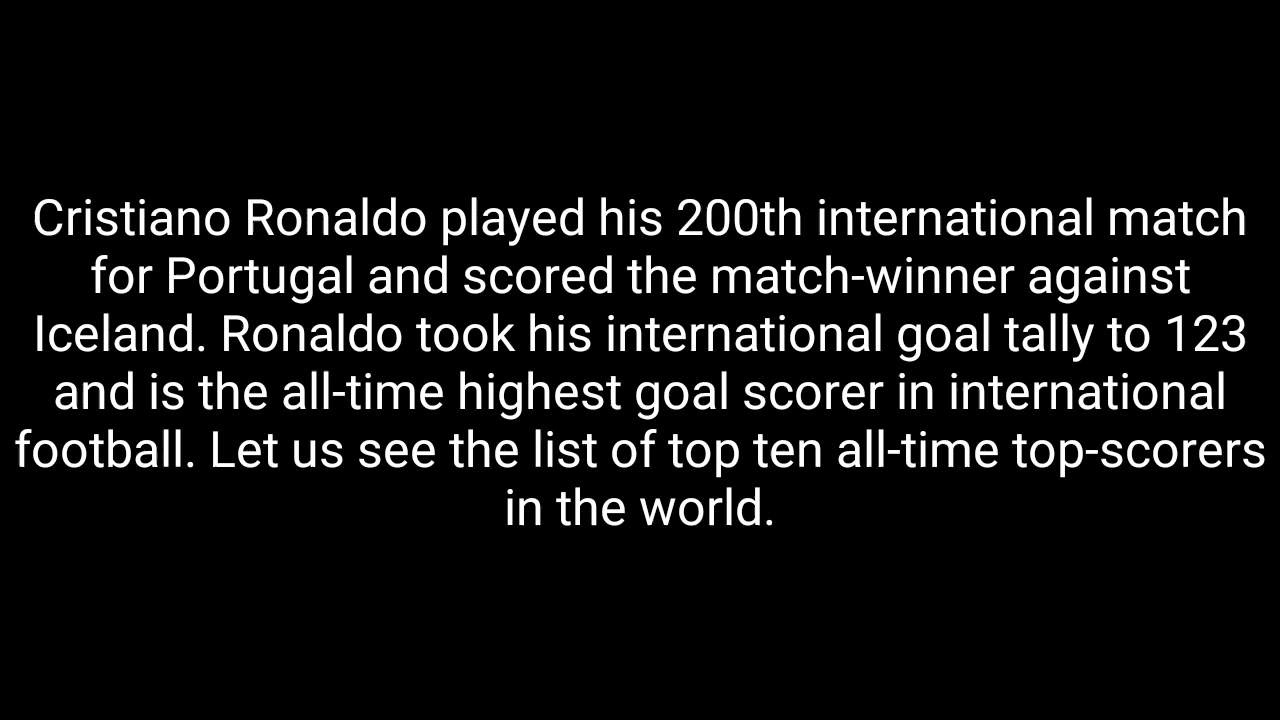 Cristiano Ronaldo played his 200th international match
for Portugal and scored the match-winner against
Iceland. Ronaldo took his international goal tally to 123
and is the all-time highest goal scorer in international
football. Let us see the list of top ten all-time top-scorers
in the world.